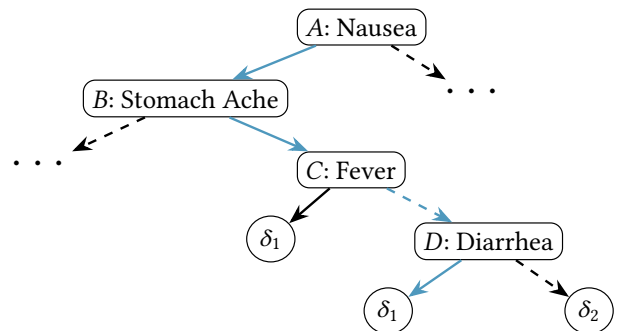 A: Nausea
. . .
B: Stomach Ache
. . .
C: Fever
δ₁
D: Diarrhea
δ₁
δ₂